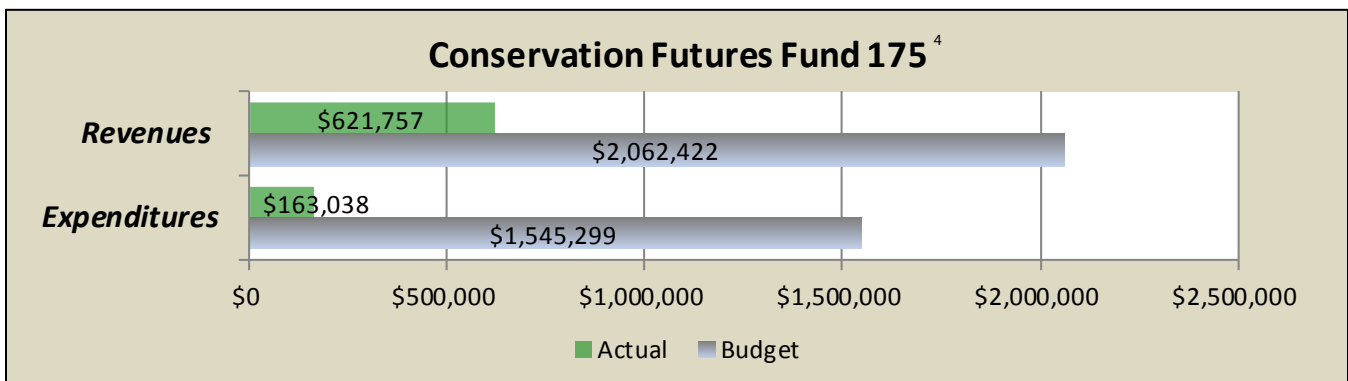 Conservation Futures Fund 175 4
Revenues
$621,757
$2,062,422
Expenditures
$163,038
$1,545,299
$0 $500,000 $1,000,000 $1,500,000 $2,000,000 $2,500,000
Actual Budget